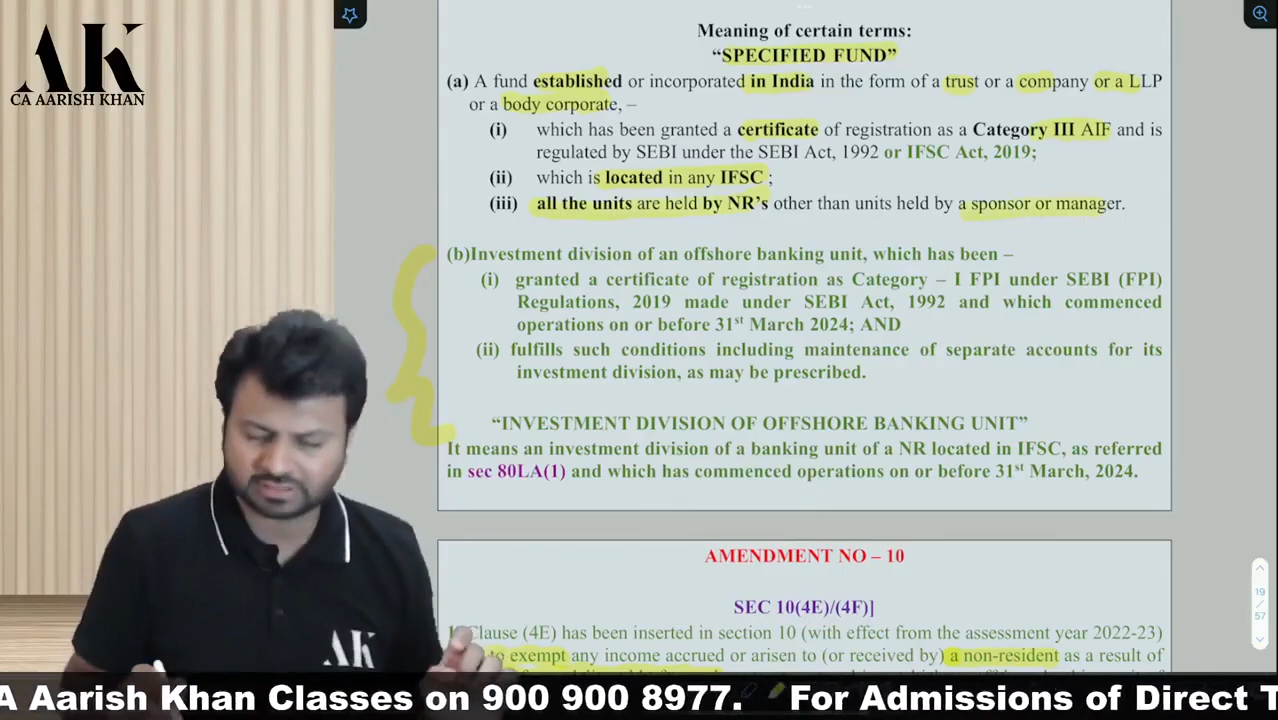 AK
CA AARISH KHAN
Meaning of certain terms:
“SPECIFIED FUND”
(a) A fund established or incorporated in India in the form of a trust or a company or a LLP
or a body corporate, –
(i) which has been granted a certificate of registration as a Category III AIF and is
regulated by SEBI under the SEBI Act, 1992 or IFSC Act, 2019;
(ii) which is located in any IFSC ;
(iii) all the units are held by NR’s other than units held by a sponsor or manager.
(b)Investment division of an offshore banking unit, which has been –
(i) granted a certificate of registration as Category – I FPI under SEBI (FPI)
Regulations, 2019 made under SEBI Act, 1992 and which commenced
operations on or before 31st March 2024; AND
(ii) fulfills such conditions including maintenance of separate accounts for its
investment division, as may be prescribed.
“INVESTMENT DIVISION OF OFFSHORE BANKING UNIT”
It means an investment division of a banking unit of a NR located in IFSC, as referred
in sec 80LA(1) and which has commenced operations on or before 31st March, 2024.
AMENDMENT NO – 10
SEC 10(4E)/(4F)]
Clause (4E) has been inserted in section 10 (with effect from the assessment year 2022-23)
to exempt any income accrued or arisen to (or received by) a non-resident as a result of
19
/
57
AK
A Aarish Khan Classes on 900 900 8977. For Admissions of Direct T